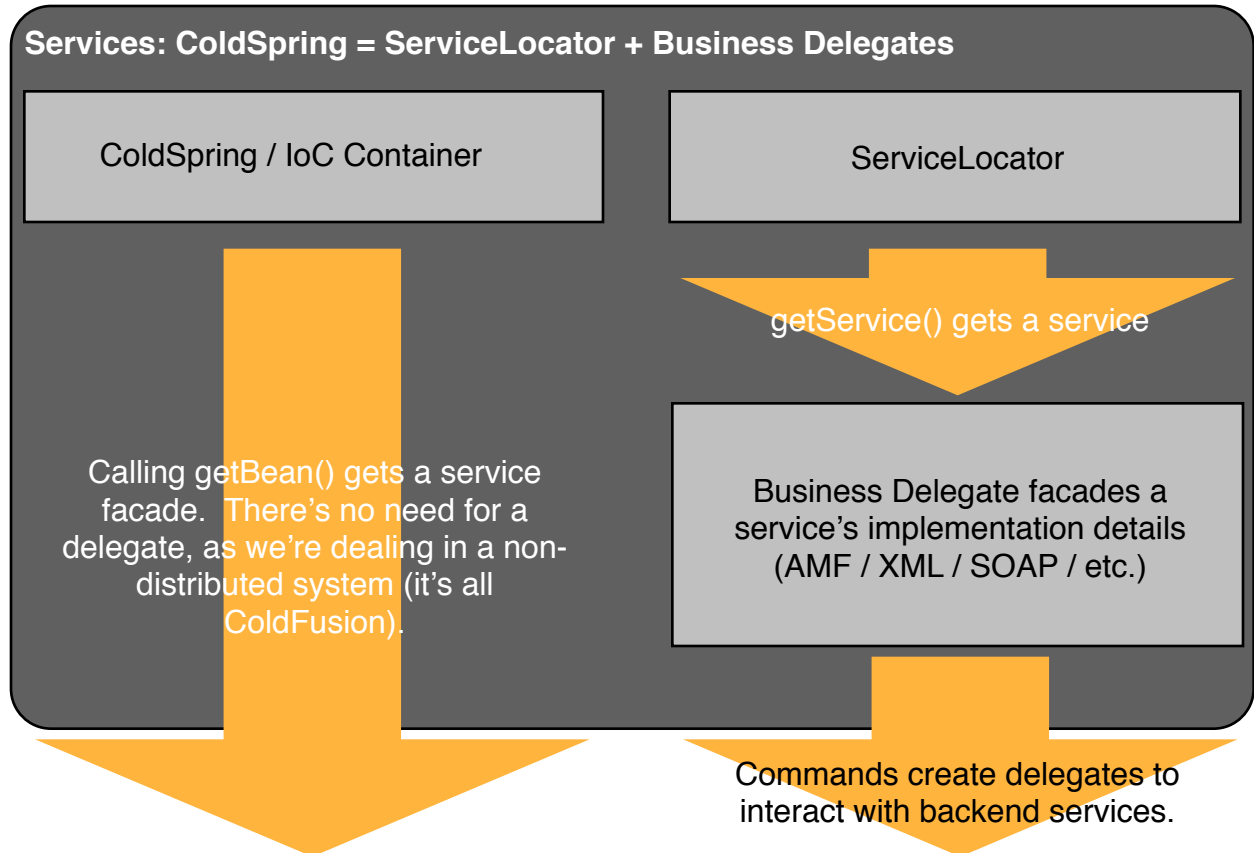 Services: ColdSpring = ServiceLocator + Business Delegates
ColdSpring / IoC Container
ServiceLocator
getService() gets a service
Calling getBean() gets a service
facade.  There's no need for a
delegate, as we're dealing in a non-
distributed system (it's all
ColdFusion).
Business Delegate facades a
service's implementation details
(AMF / XML / SOAP / etc.)
Commands create delegates to
interact with backend services.